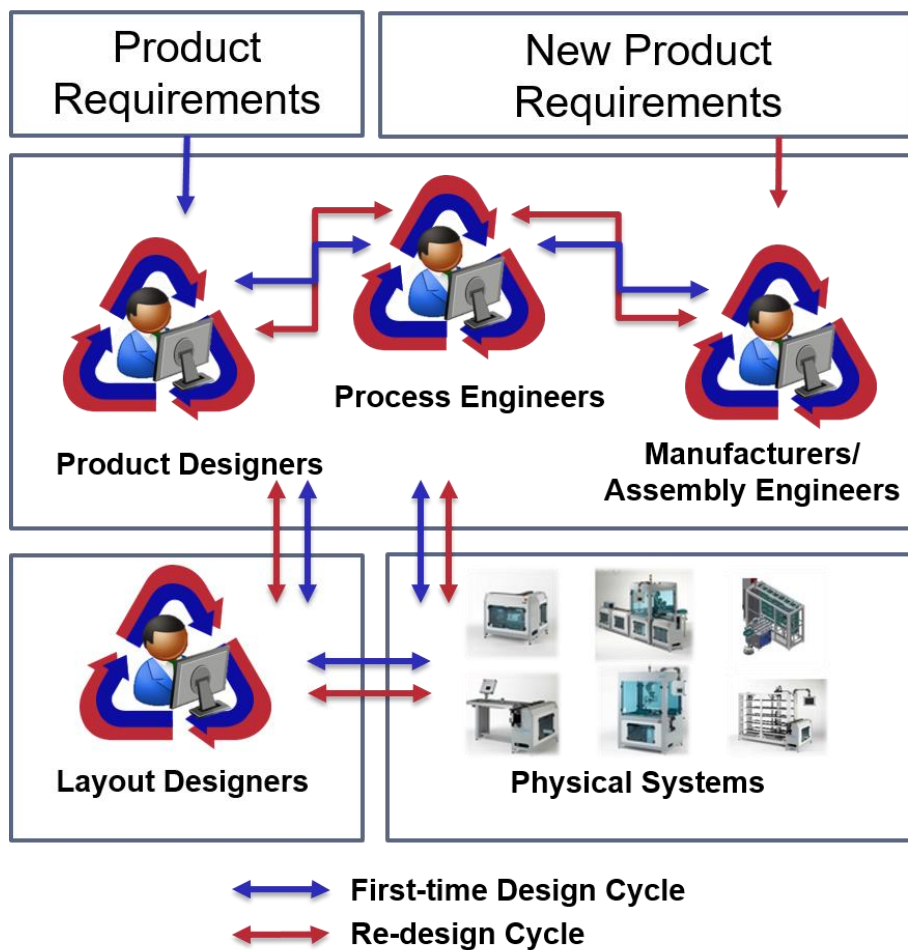 Product
Requirements
New Product
Requirements
Process Engineers
Product Designers
Manufacturers/
Assembly Engineers
Layout Designers
Physical Systems
First-time Design Cycle
Re-design Cycle